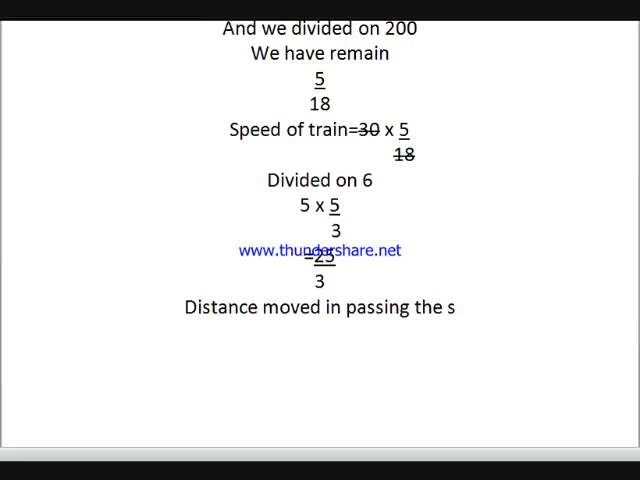 And we divided on 200
We have remain
5
18
Speed of train=30 x 5
18
Divided on 6
5 x 5
3
www.thundershare.net
=25
3
Distance moved in passing the s